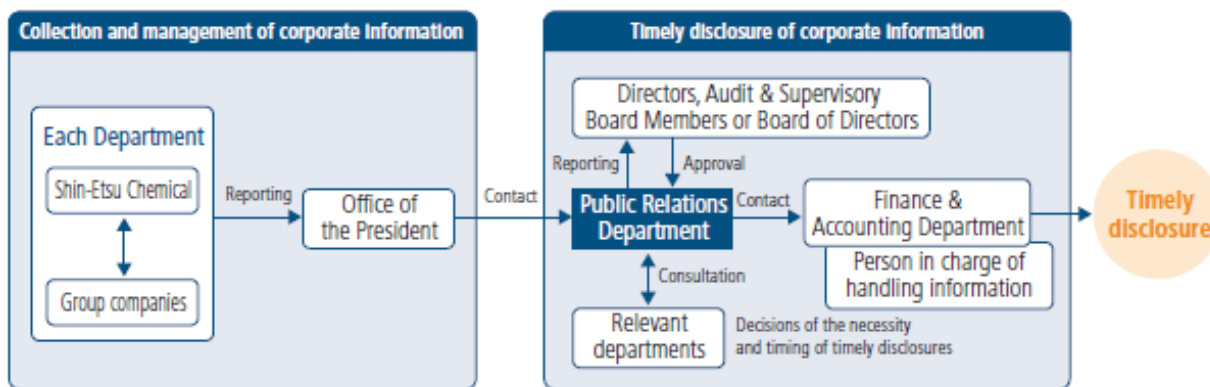 Collection and management of corporate information
Each Department
Shin-Etsu Chemical
Group companies
Reporting
Office of
the President
Contact
Timely disclosure of corporate information
Directors, Audit & Supervisory
Board Members or Board of Directors
Reporting
Approval
Public Relations
Department
Contact
Finance &
Accounting Department
Person in charge of
handling information
Consultation
Relevant
departments
Decisions of the necessity
and timing of timely disclosures
Timely
disclosure